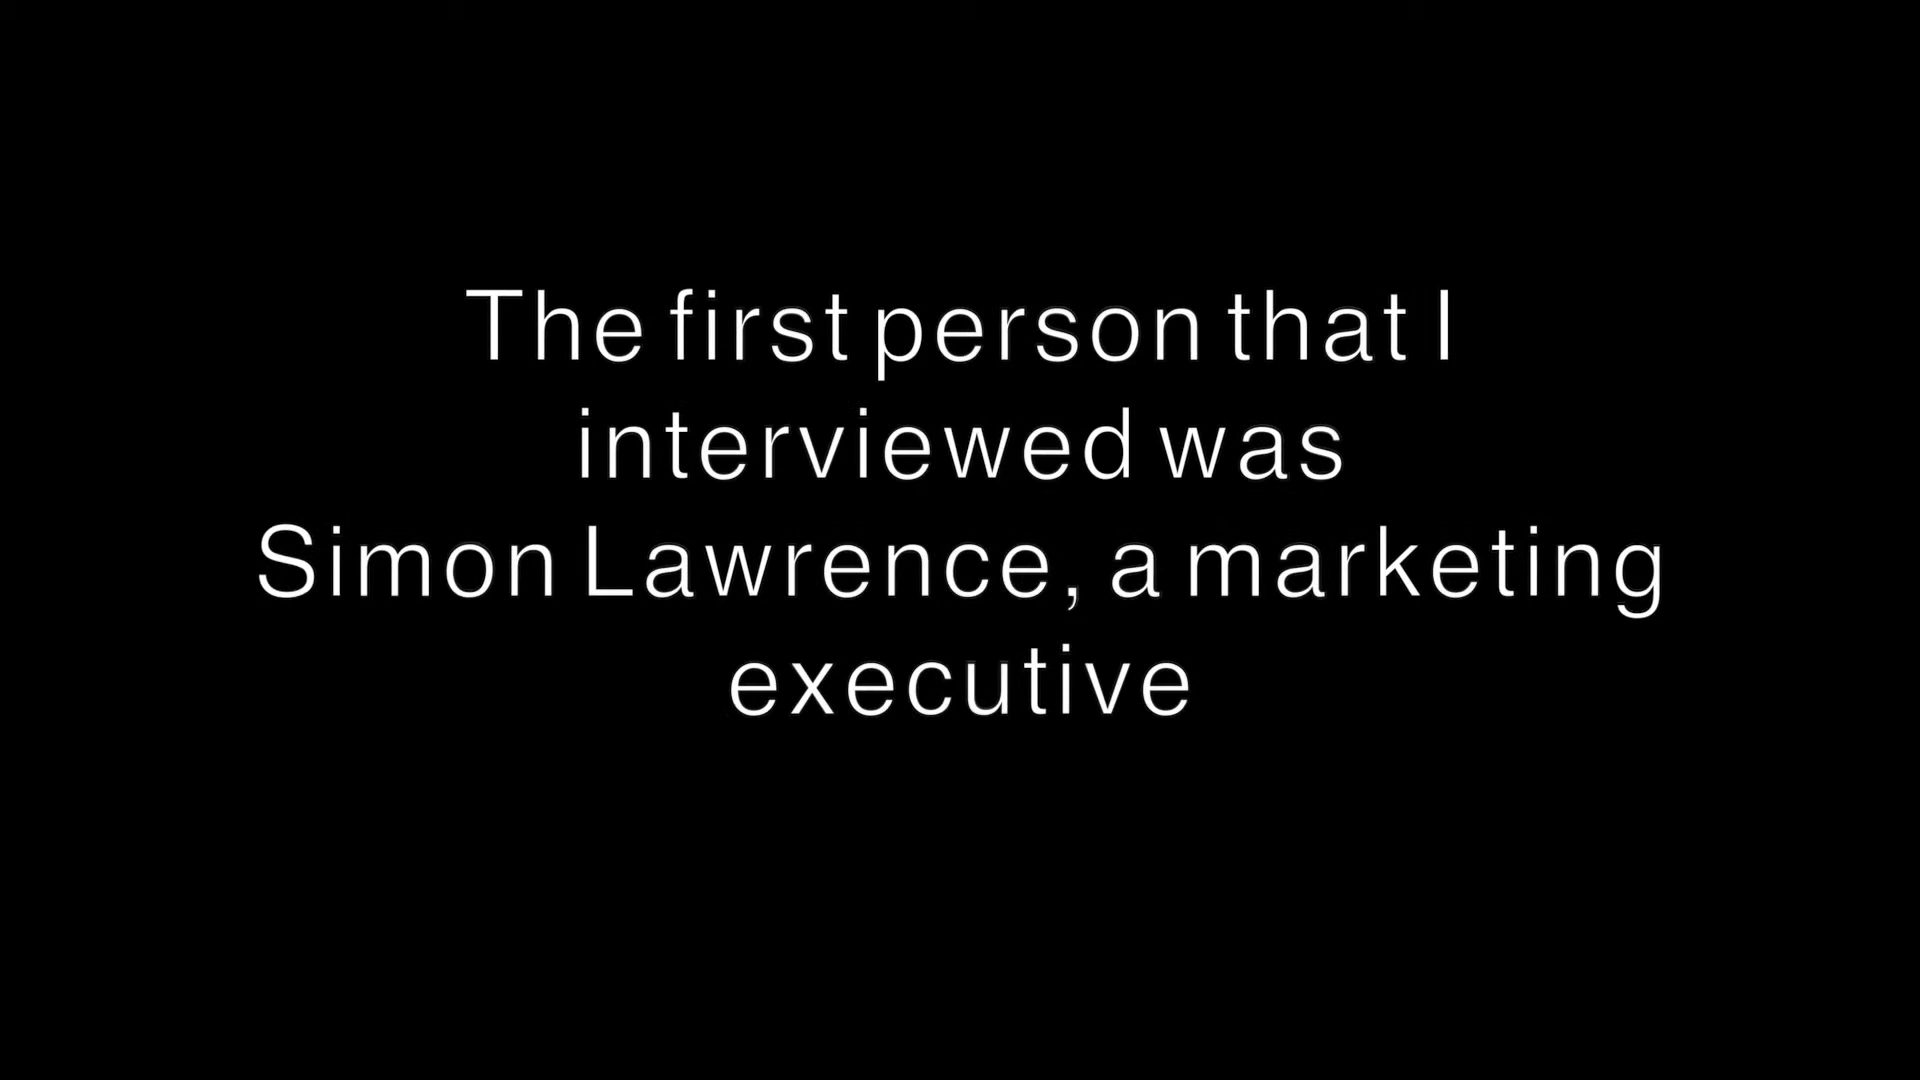 The first person that I
interviewed was
Simon Lawrence, a marketing
executive